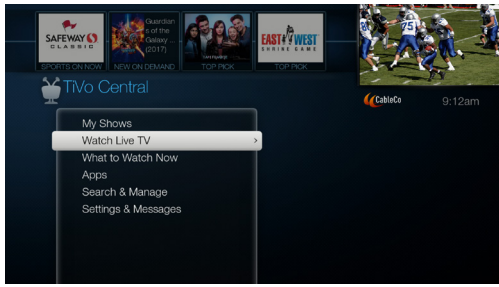 SAFEWAY
CLASSIC
SPORTS ON NOW
Guardian
s of the
Galaxy ...
(2017)
NEW ON DEMAND
TOP PICK
EAST WEST
SHRINE GAME
TOP PICK
75
TiVo Central
CableCo
9:12am
My Shows
Watch Live TV
What to Watch Now
Apps
Search & Manage
Settings & Messages